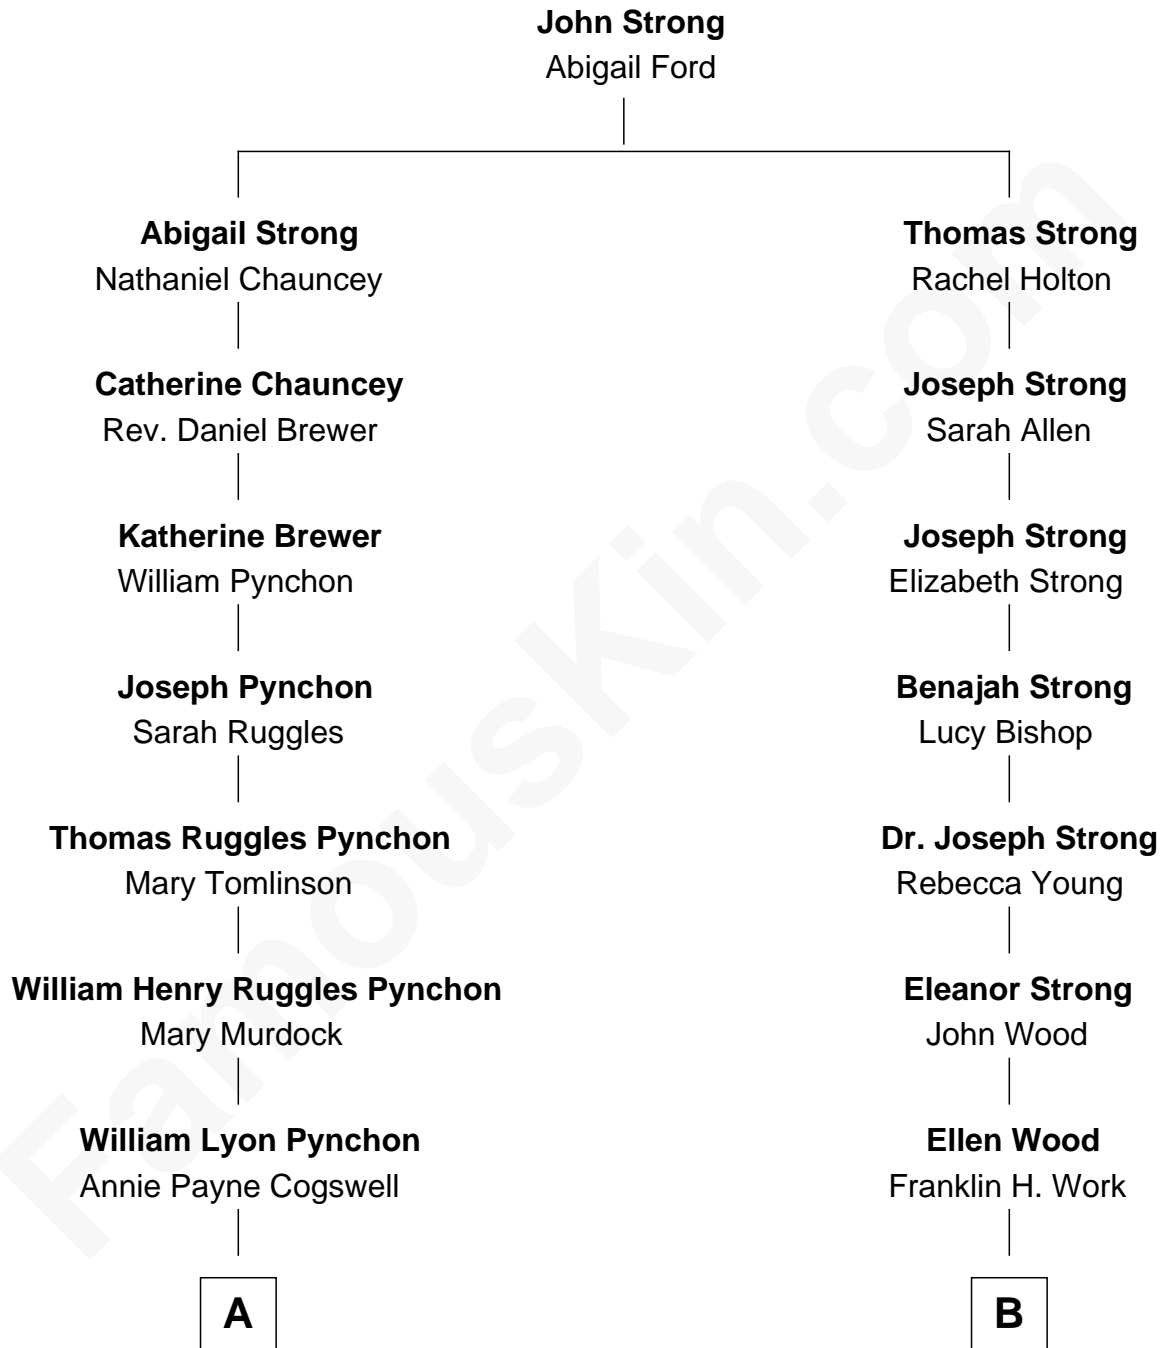 John Strong
Abigail Ford
Abigail Strong
Nathaniel Chauncey
Thomas Strong
Rachel Holton
Catherine Chauncey
Rev. Daniel Brewer
Joseph Strong
Sarah Allen
Katherine Brewer
William Pynchon
Joseph Strong
Elizabeth Strong
Joseph Pynchon
Sarah Ruggles
Benajah Strong
Lucy Bishop
Thomas Ruggles Pynchon
Mary Tomlinson
Dr. Joseph Strong
Rebecca Young
William Henry Ruggles Pynchon
Mary Murdock
Eleanor Strong
John Wood
William Lyon Pynchon
Annie Payne Cogswell
Ellen Wood
Franklin H. Work
A
B
FamousKin.com